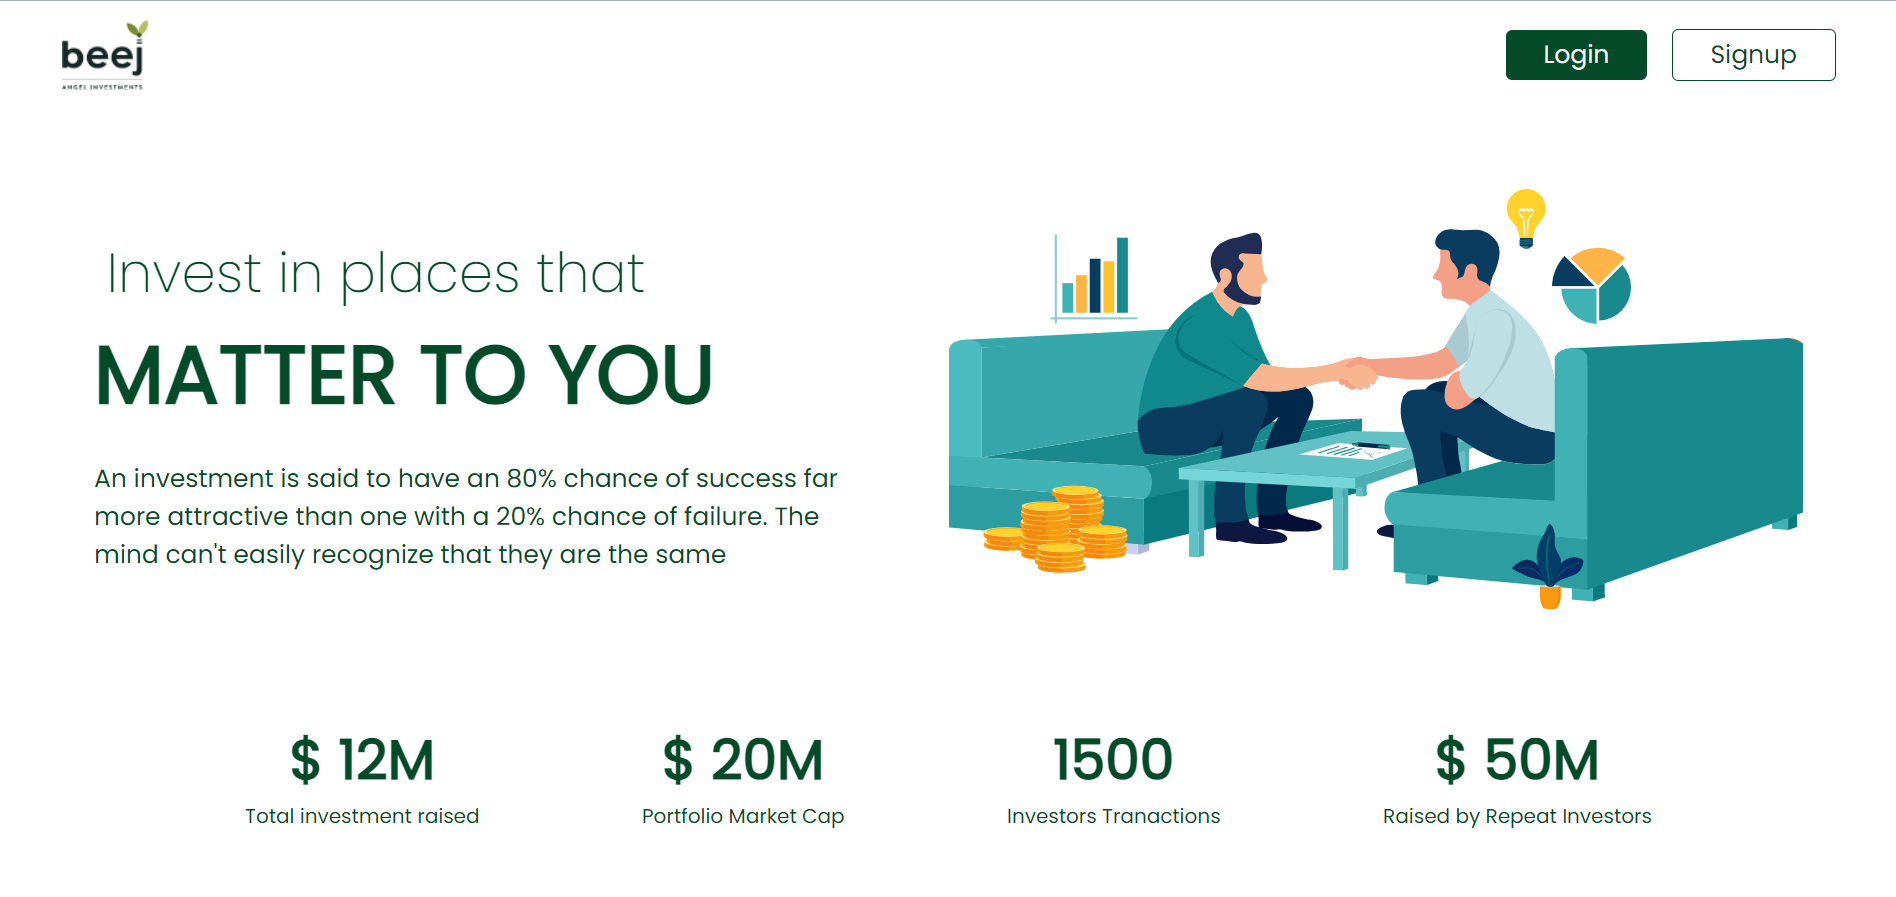 beej
ANGEL INVESTMENTS
Login
Signup
Invest in places that
MATTER TO YOU
An investment is said to have an 80% chance of success far
more attractive than one with a 20% chance of failure. The
mind can't easily recognize that they are the same
$ 12M
Total investment raised
$ 20M
Portfolio Market Cap
1500
Investors Tranactions
$ 50M
Raised by Repeat Investors